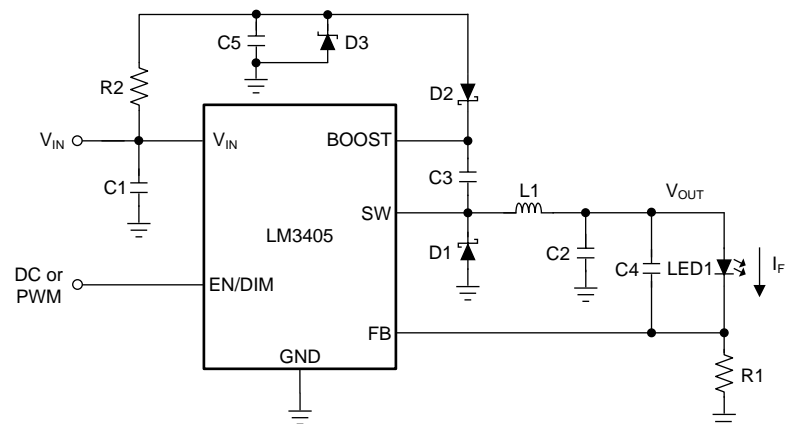 C5
D3
R2
D2
VIN
VIN
BOOST
C1
C3
L1
VOUT
SW
LM3405
D1
C2
C4
LED1
IF
DC or
PWM
EN/DIM
FB
GND
R1